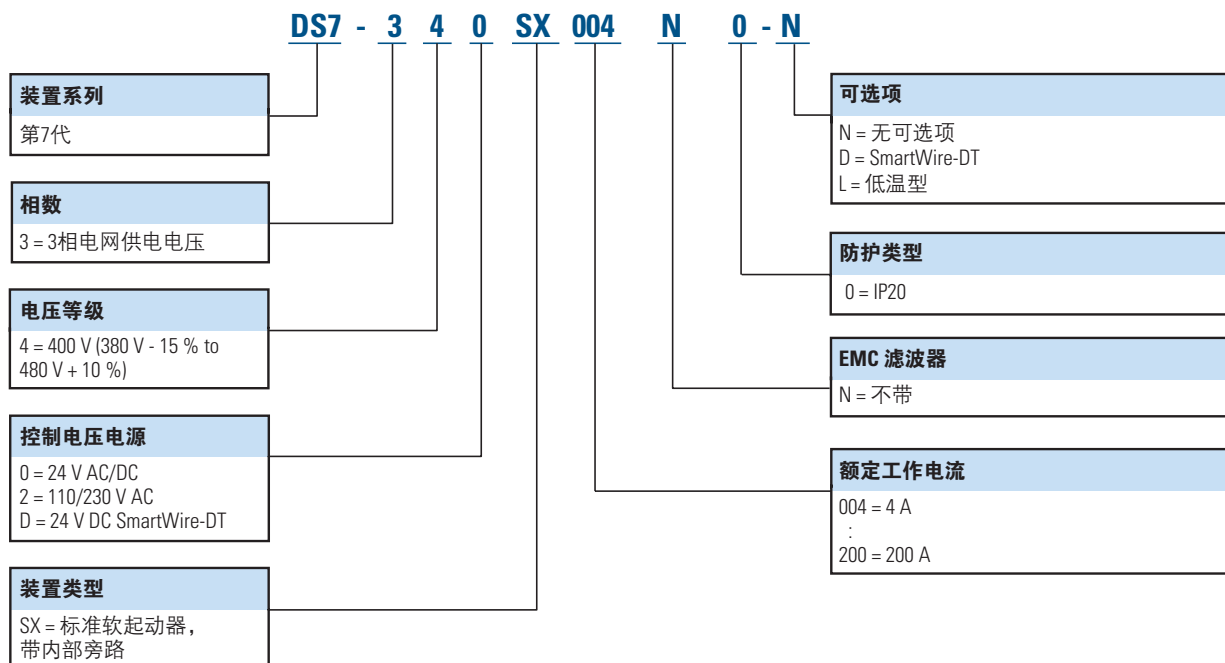 DS7 - 3 4 0 SX 004 N 0 - N
装置系列
第7代
相数
3 = 3相电网供电电压
电压等级
4 = 400 V (380 V - 15 % to
480 V + 10 %)
控制电压电源
0 = 24 V AC/DC
2 = 110/230 V AC
D = 24 V DC SmartWire-DT
装置类型
SX = 标准软起动器，
带内部旁路
可选项
N = 无可选项
D = SmartWire-DT
L = 低温型
防护类型
0 = IP20
EMC 滤波器
N = 不带
额定工作电流
004 = 4 A
:
200 = 200 A